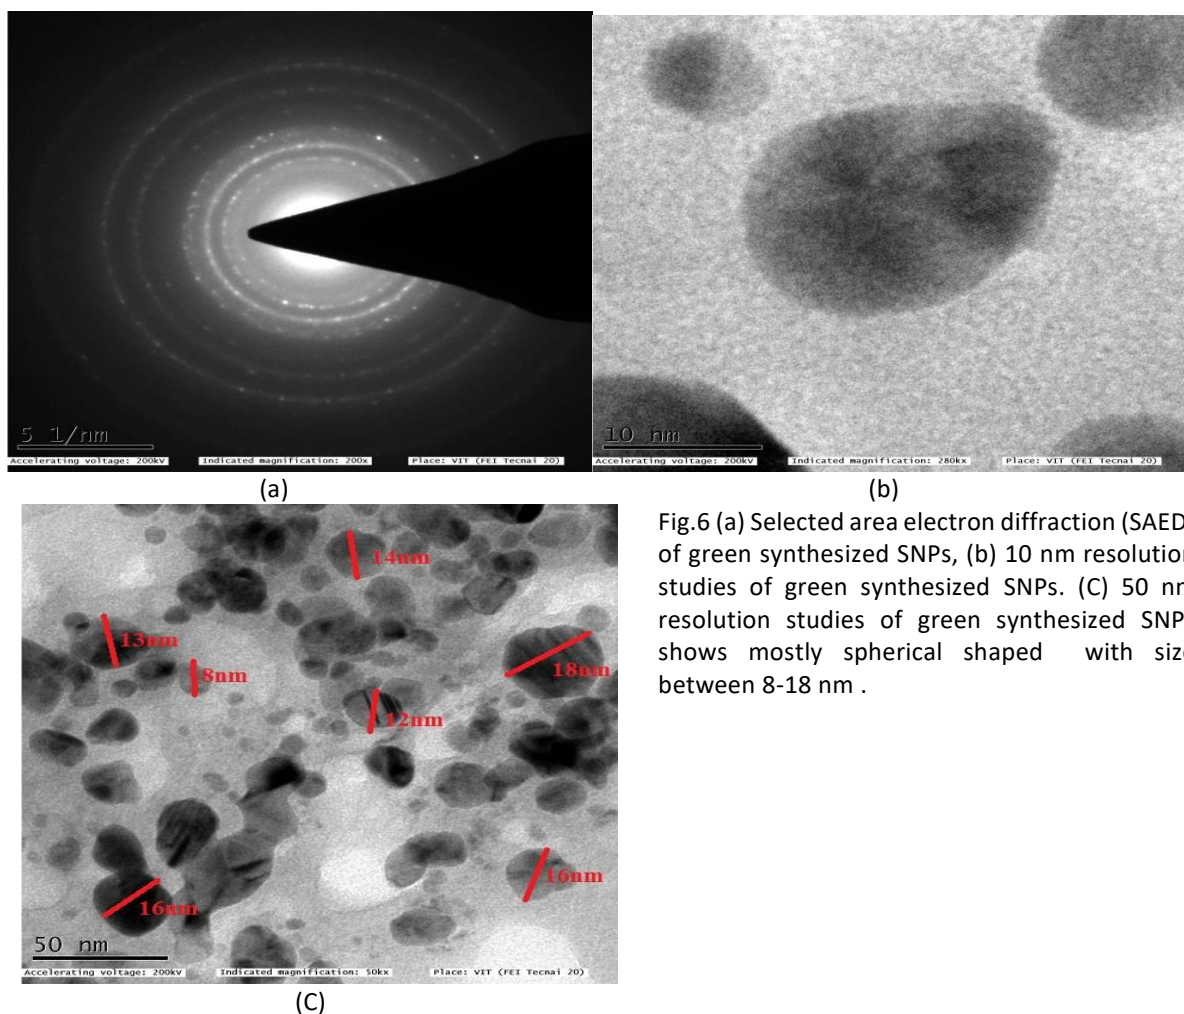 5 1/nm
Accelerating voltage: 200kV Indicated magnification: 200x Place: VIT (FEI Tecnai 20)
(a)
10 nm
Accelerating voltage: 200kV Indicated magnification: 280kx Place: VIT (FEI Tecnai 20)
(b)
14nm
13nm
8nm
18nm
12nm
16nm
16nm
50 nm
Accelerating voltage: 200kV Indicated magnification: 50kx Place: VIT (FEI Tecnai 20)
(C)
Fig.6 (a) Selected area electron diffraction (SAED
of green synthesized SNPs, (b) 10 nm resolution
studies of green synthesized SNPs. (C) 50 nm
resolution studies of green synthesized SNP
shows mostly spherical shaped with size
between 8-18 nm .